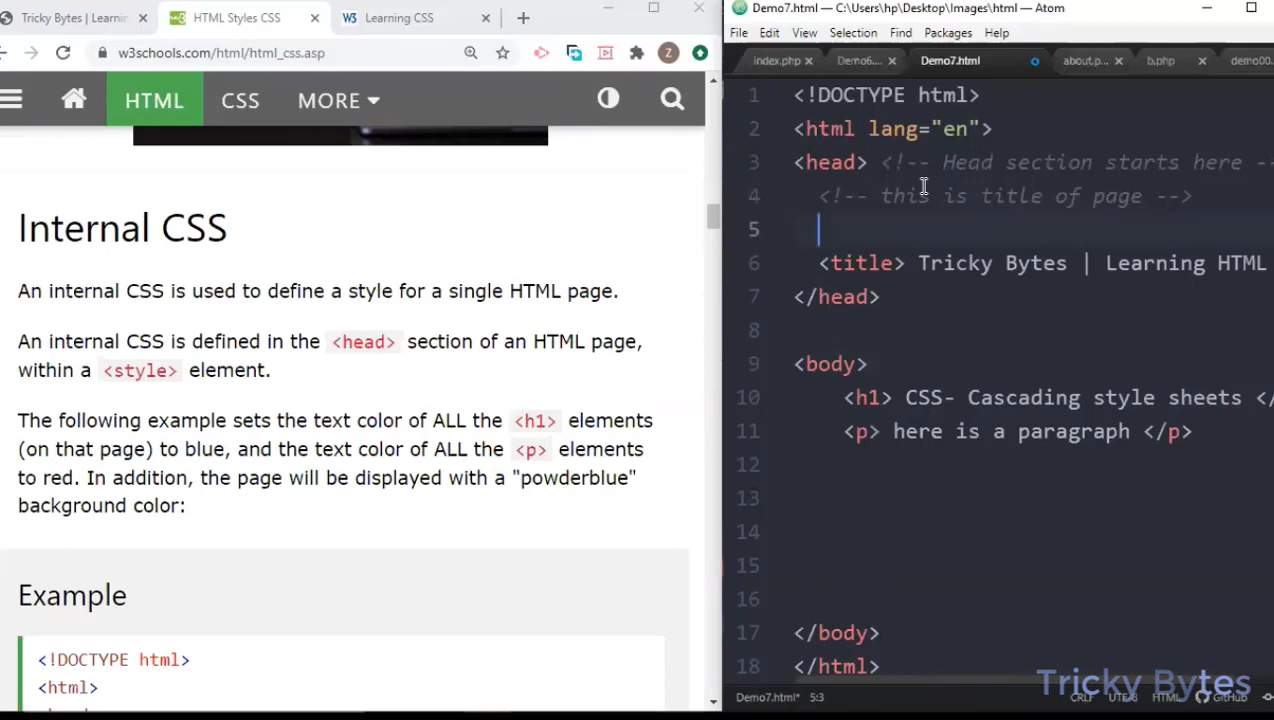 Tricky Bytes | Learnin
HTML Styles CSS
Learning CSS
w3schools.com/html/html_css.asp
HTML
CSS
MORE
Internal CSS
An internal CSS is used to define a style for a single HTML page.
An internal CSS is defined in the <head> section of an HTML page,
within a <style> element.
The following example sets the text color of ALL the <h1> elements
(on that page) to blue, and the text color of ALL the <p> elements
to red. In addition, the page will be displayed with a "powderblue"
background color:
Example
<!DOCTYPE html>
<html>
Demo7.html — C:\Users\hp\Desktop\Images\html — Atom
File Edit View Selection Find Packages Help
index.php Demo6.... Demo7.html about.p... b.php demo00.
1 <!DOCTYPE html>
2 <html lang="en">
3 <head> <!-- Head section starts here --
4 <!-- this is title of page -->
5
6 <title> Tricky Bytes | Learning HTML
7 </head>
8
9 <body>
10 <h1> CSS- Cascading style sheets </
11 <p> here is a paragraph </p>
12
13
14
15
16
17 </body>
18 </html>
Tricky Bytes
Demo7.html* 5:3 CRLF UTF-8 HTML GitHub